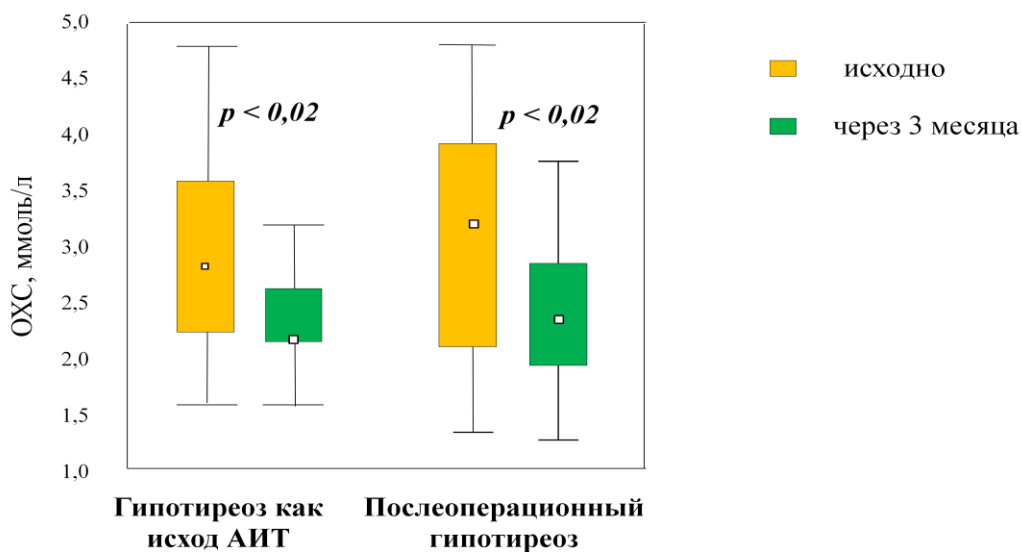 5,0
4,5
4,0
3,5
3,0
2,5
2,0
1,5
1,0
ОХС, ммоль/л
p < 0,02
p < 0,02
исходно
через 3 месяца
Гипотиреоз как
исход АИТ
Послеоперационный
гипотиреоз